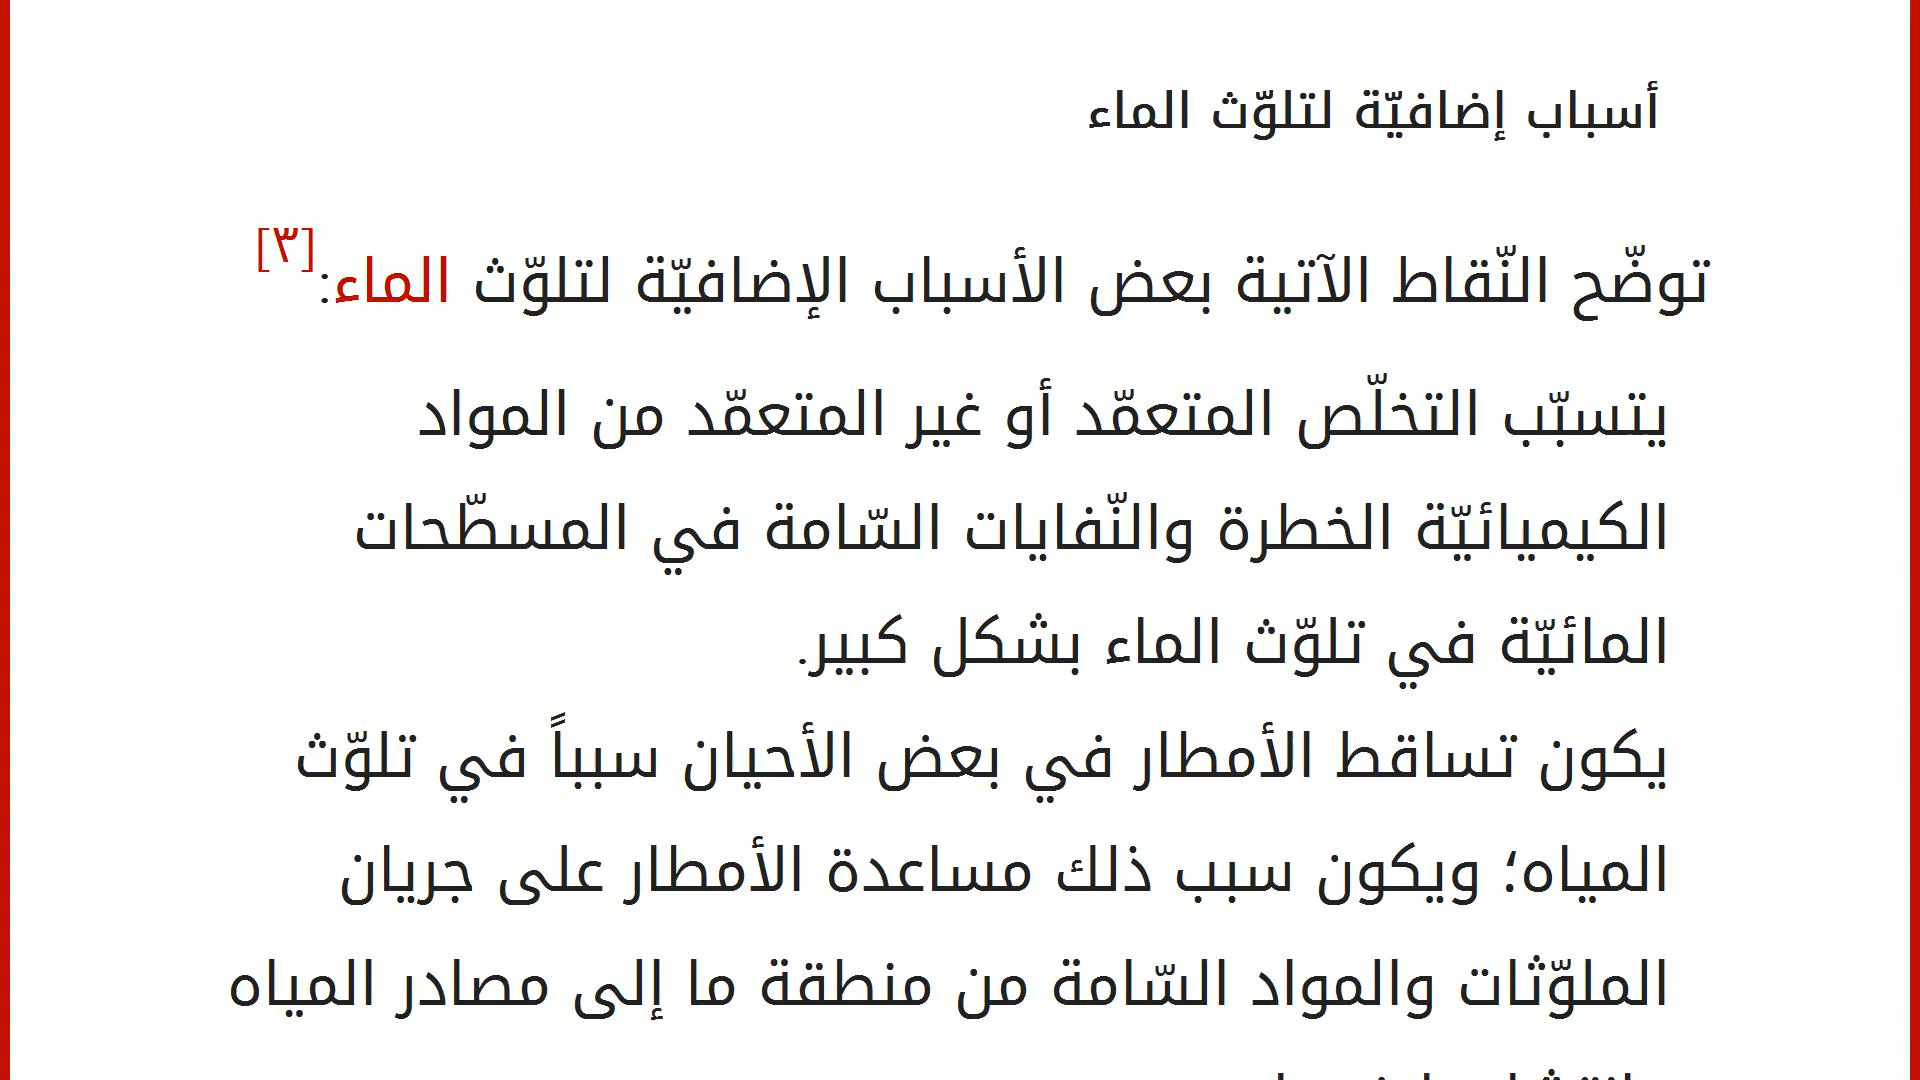 أسباب إضافيّة لتلوّث الماء
توضّح النّقاط الآتية بعض الأسباب الإضافيّة لتلوّث الماء:[٣]
يتسبّب التخلّص المتعمّد أو غير المتعمّد من المواد
الكيميائيّة الخطرة والنّفايات السّامة في المسطّحات
المائيّة في تلوّث الماء بشكل كبير.
يكون تساقط الأمطار في بعض الأحيان سبباً في تلوّث
المياه؛ ويكون سبب ذلك مساعدة الأمطار على جريان
الملوّثات والمواد السّامة من منطقة ما إلى مصادر المياه